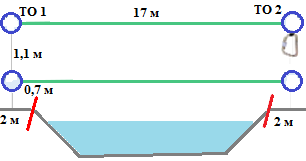 ТО 1
17 м
ТО 2
1,1 м
0,7 м
2 м
2 м